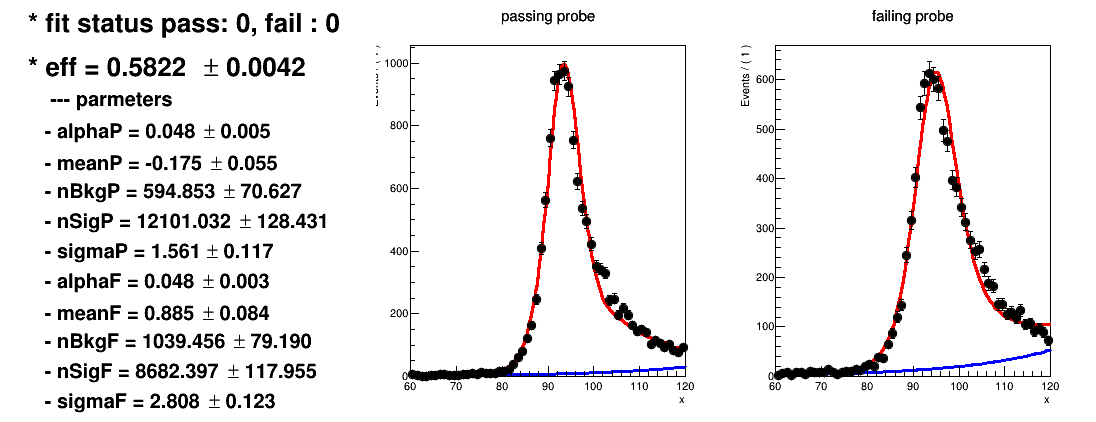 * fit status pass: 0, fail : 0
* eff = 0.5822 ± 0.0042
--- parmeters
- alphaP = 0.048 ± 0.005
- meanP = -0.175 ± 0.055
- nBkgP = 594.853 ± 70.627
- nSigP = 12101.032 ± 128.431
- sigmaP = 1.561 ± 0.117
- alphaF = 0.048 ± 0.003
- meanF = 0.885 ± 0.084
- nBkgF = 1039.456 ± 79.190
- nSigF = 8682.397 ± 117.955
- sigmaF = 2.808 ± 0.123
passing probe
1000
800
600
400
200
0
60 70 80 90 100 110 120
x
failing probe
Events / ( 1 )
600
500
400
300
200
100
0
60 70 80 90 100 110 120
x